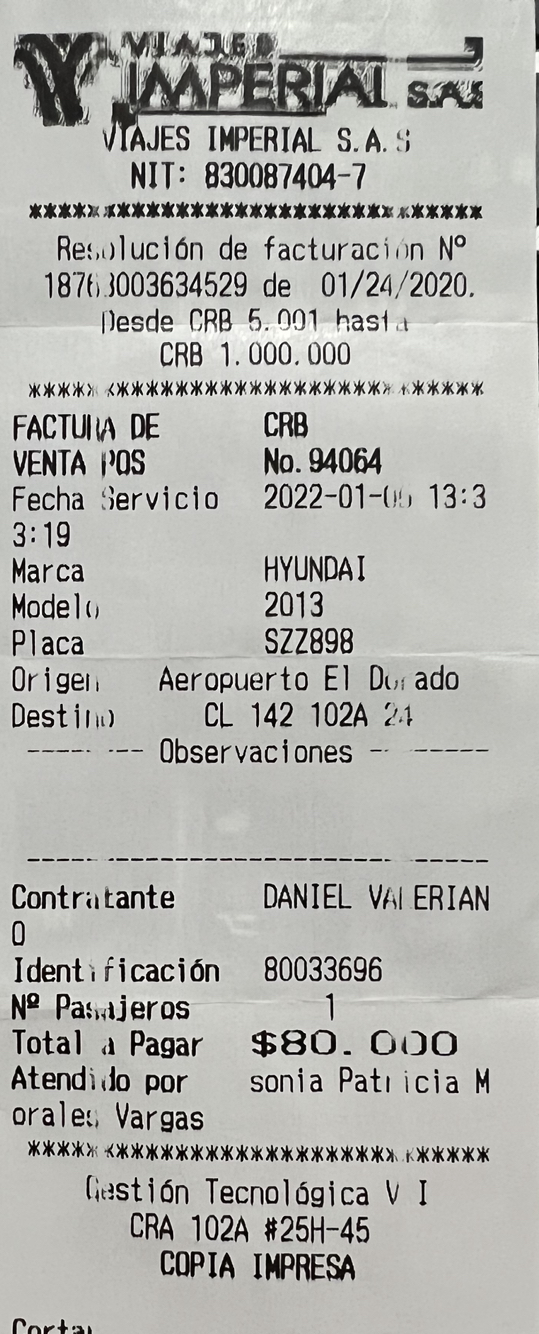 VIAJES
IMPERIAL S.A.S
VIAJES IMPERIAL S.A.S
NIT: 830087404-7
Resolución de facturación Nº
18763003634529 de 01/24/2020.
Desde CRB 5.001 hasta
CRB 1.000.000
FACTURA DE CRB
VENTA POS No. 94064
Fecha Servicio 13:3
3:19
Marca HYUNDAI
Modelo 2013
Placa SZZ898
Origen Aeropuerto El Dorado
Destino CL 142 102A 24
Observaciones
Contratante DANIEL VALERIAN
O
Identificación 80033696
Nº Pasajeros 1
Total a Pagar $80.000
Atendido por sonia Patricia M
orales Vargas
Gestión Tecnológica V I
CRA 102A #25H-45
COPIA IMPRESA